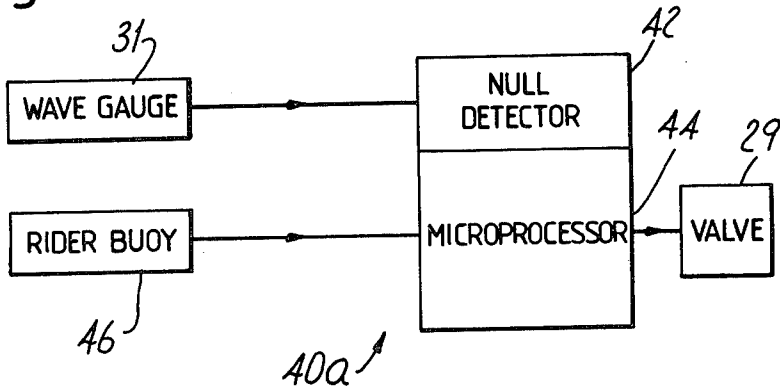 31
42
WAVE GAUGE
NULL
DETECTOR
44
29
RIDER BUOY
MICROPROCESSOR
VALVE
46
40a